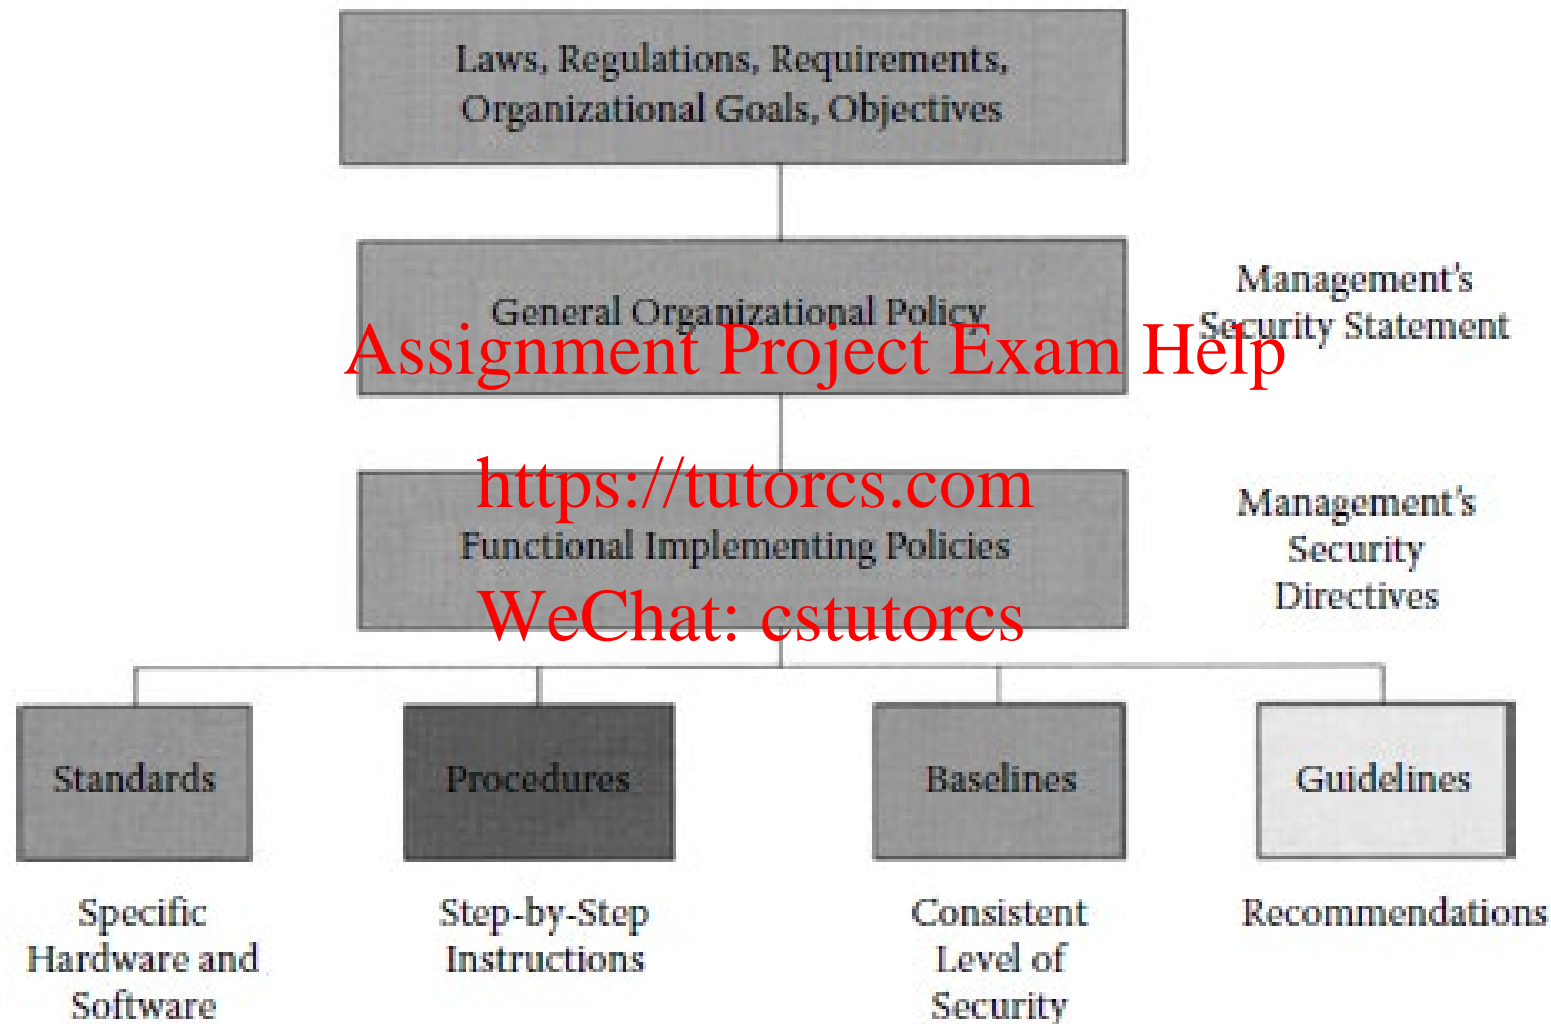 Laws, Regulations, Requirements,
Organizational Goals, Objectives
General Organizational Policy
Management's
Security Statement
Assignment Project Exam Help
https://tutorcs.com
Functional Implementing Policies
Management's
Security
Directives
WeChat: cstutorcs
Standards
Procedures
Baselines
Guidelines
Specific
Hardware and
Software
Step-by-Step
Instructions
Consistent
Level of
Security
Recommendations